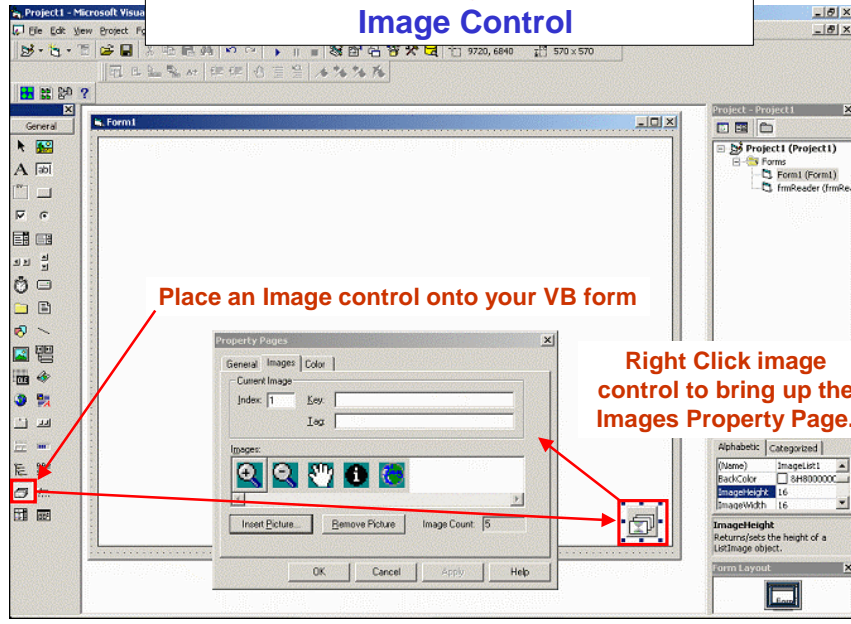 Project1 - Microsoft Visua
Image Control
File Edit View Project Fo
9720, 6840 570 x 570
General
Form1
Project - Project1
Project1 (Project1)
Forms
Form1 (Form1)
frmReader (frmRea
Place an Image control onto your VB form
Property Pages
General Images Color
Current Image
Index: 1 Key:
Tag:
Images:
Insert Picture... Remove Picture Image Count: 5
OK Cancel Apply Help
Right Click image
control to bring up the
Images Property Page.
Alphabetic Categorized
(Name) ImageList1
BackColor &H8000000
ImageHeight 16
ImageWidth 16
ImageHeight
Returns/sets the height of a
ListImage object.
Form Layout